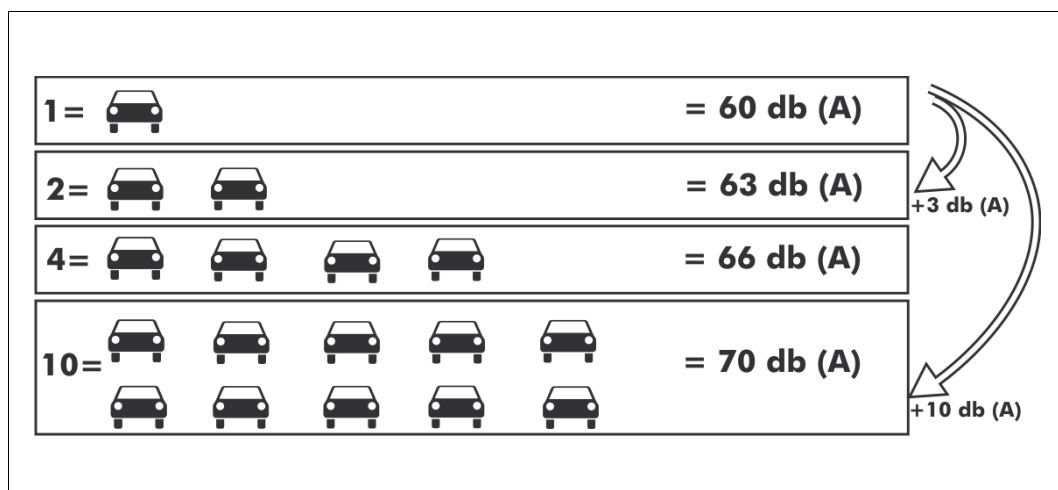 1= = 60 db (A)
2= = 63 db (A)
+3 db (A)
4= = 66 db (A)
10= = 70 db (A)
+10 db (A)